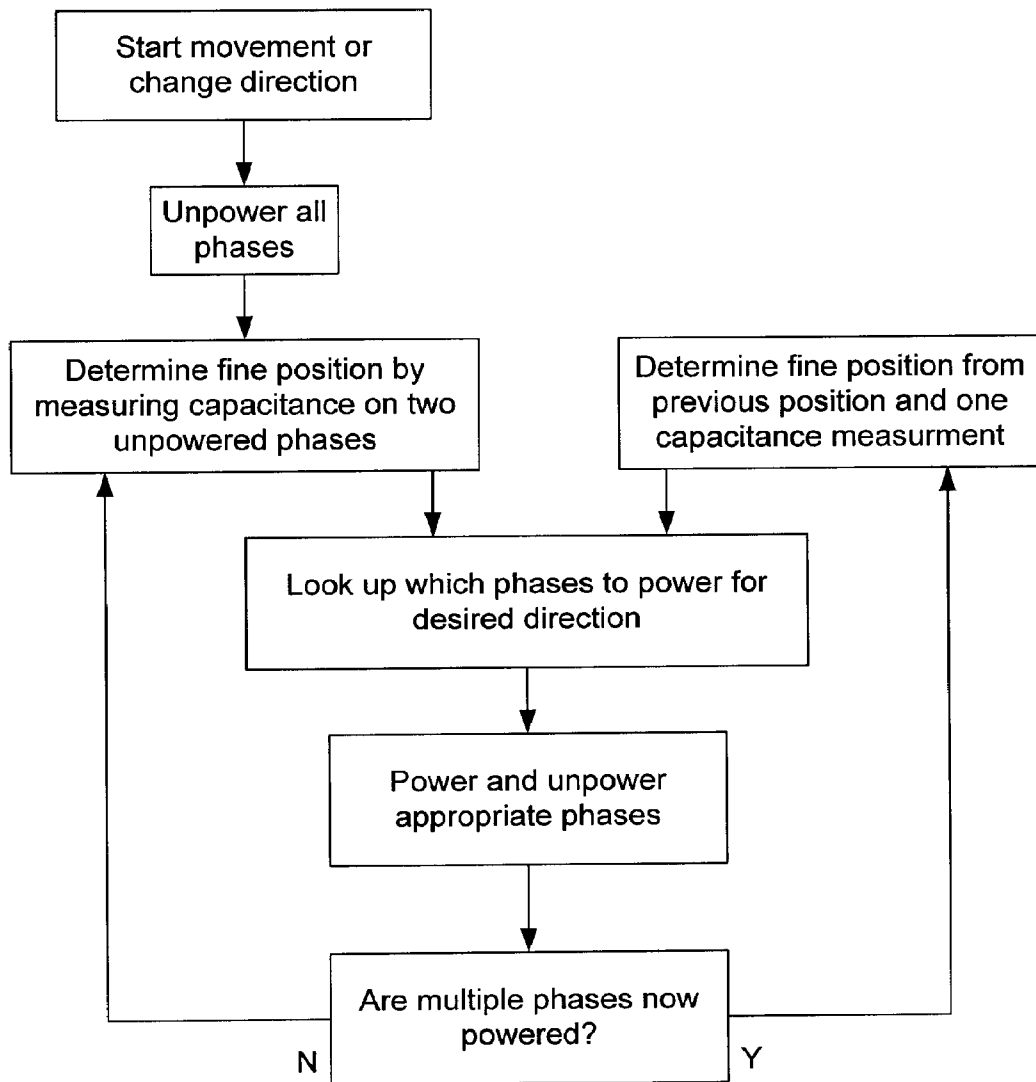 Start movement or
change direction
Unpower all
phases
Determine fine position by
measuring capacitance on two
unpowered phases
Determine fine position from
previous position and one
capacitance measurment
Look up which phases to power for
desired direction
Power and unpower
appropriate phases
Are multiple phases now
powered?
N
Y